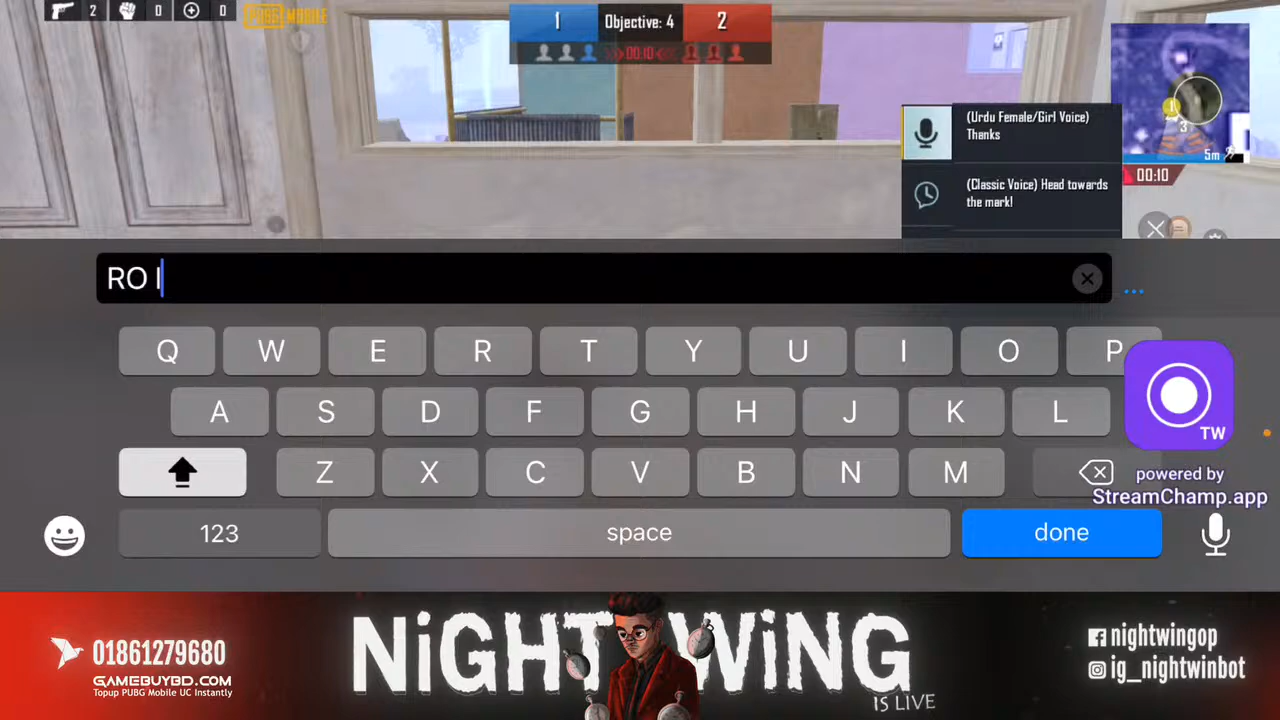 2 0 0 PUBG MOBILE
1 Objective: 4 2
00:10
(Urdu Female/Girl Voice)
Thanks
(Classic Voice) Head towards
the mark!
1
3
5m
00:10
RO I
...
Q W E R T Y U I O P
A S D F G H J K L
Z X C V B N M
123 space done
TW
powered by
StreamChamp.app
01861279680
GAMEBUYBD.COM
Topup PUBG Mobile UC Instantly
NiGHT WiNG
IS LIVE
nightwingop
ig_nightwinbot